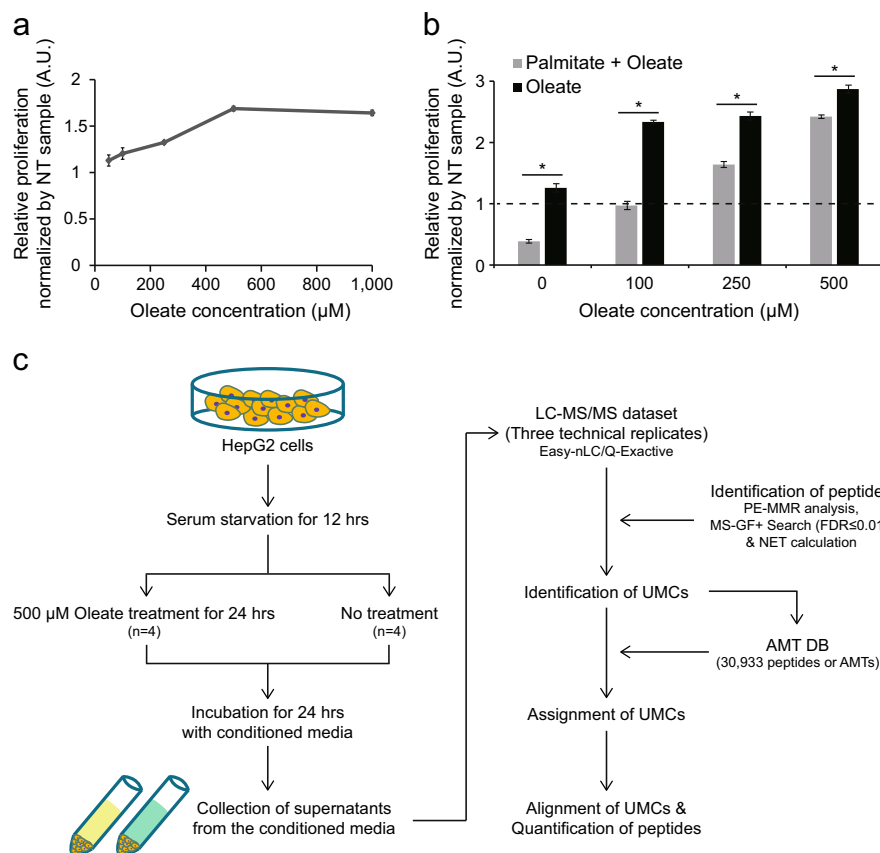 a
Relative proliferation
normalized by NT sample (A.U.)
2
1.5
1
0.5
0
0
200
400
600
800
1,000
Oleate concentration (µM)
b
Relative proliferation
normalized by NT sample (A.U.)
Palmitate + Oleate
Oleate
3
2
1
0
*
*
*
*
0
100
250
500
Oleate concentration (µM)
c
HepG2 cells
Serum starvation for 12 hrs
500 µM Oleate treatment for 24 hrs
(n=4)
No treatment
(n=4)
Incubation for 24 hrs
with conditioned media
Collection of supernatants
from the conditioned media
LC-MS/MS dataset
(Three technical replicates)
Easy-nLC/Q-Exactive
Identification of peptide
PE-MMR analysis,
MS-GF+ Search (FDR≤0.01
& NET calculation
Identification of UMCs
AMT DB
(30,933 peptides or AMTs)
Assignment of UMCs
Alignment of UMCs &
Quantification of peptides